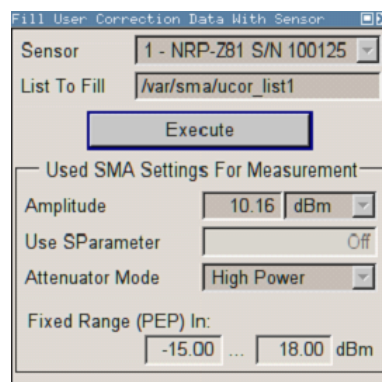 Fill User Correction Data With Sensor
Sensor 1 - NRP-Z81 S/N 100125
List To Fill /var/sma/ucor_list1
Execute
Used SMA Settings For Measurement
Amplitude 10.16 dBm
Use SParameter Off
Attenuator Mode High Power
Fixed Range (PEP) In:
-15.00 ... 18.00 dBm